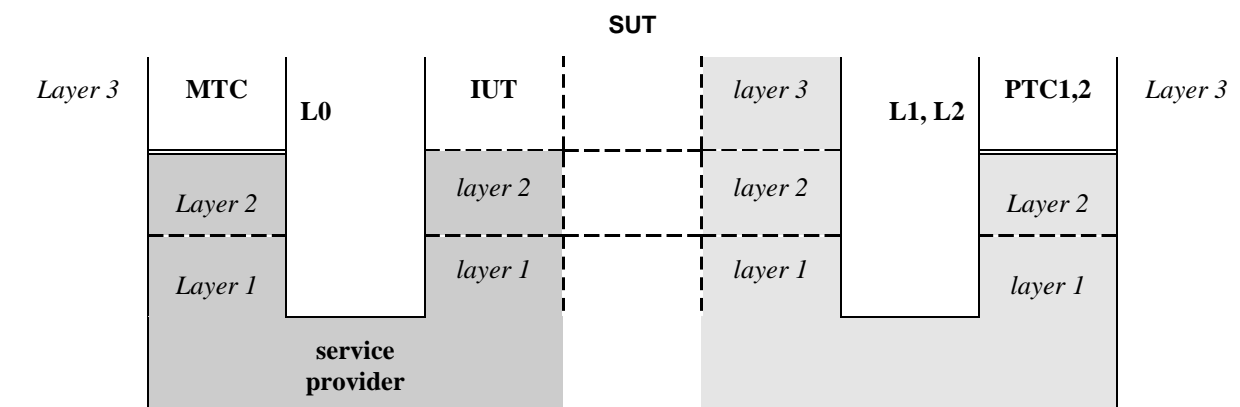 SUT
Layer 3 MTC L0 IUT layer 3 L1, L2 PTC1,2 Layer 3
Layer 2 layer 2 layer 2 Layer 2
Layer 1 layer 1 layer 1 layer 1
service
provider